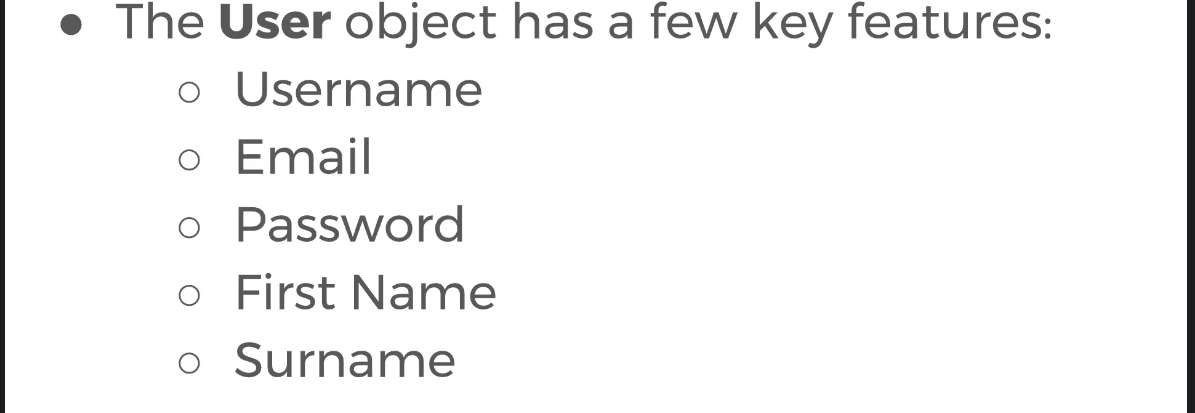 ● The User object has a few key features:
○ Username
○ Email
○ Password
○ First Name
○ Surname